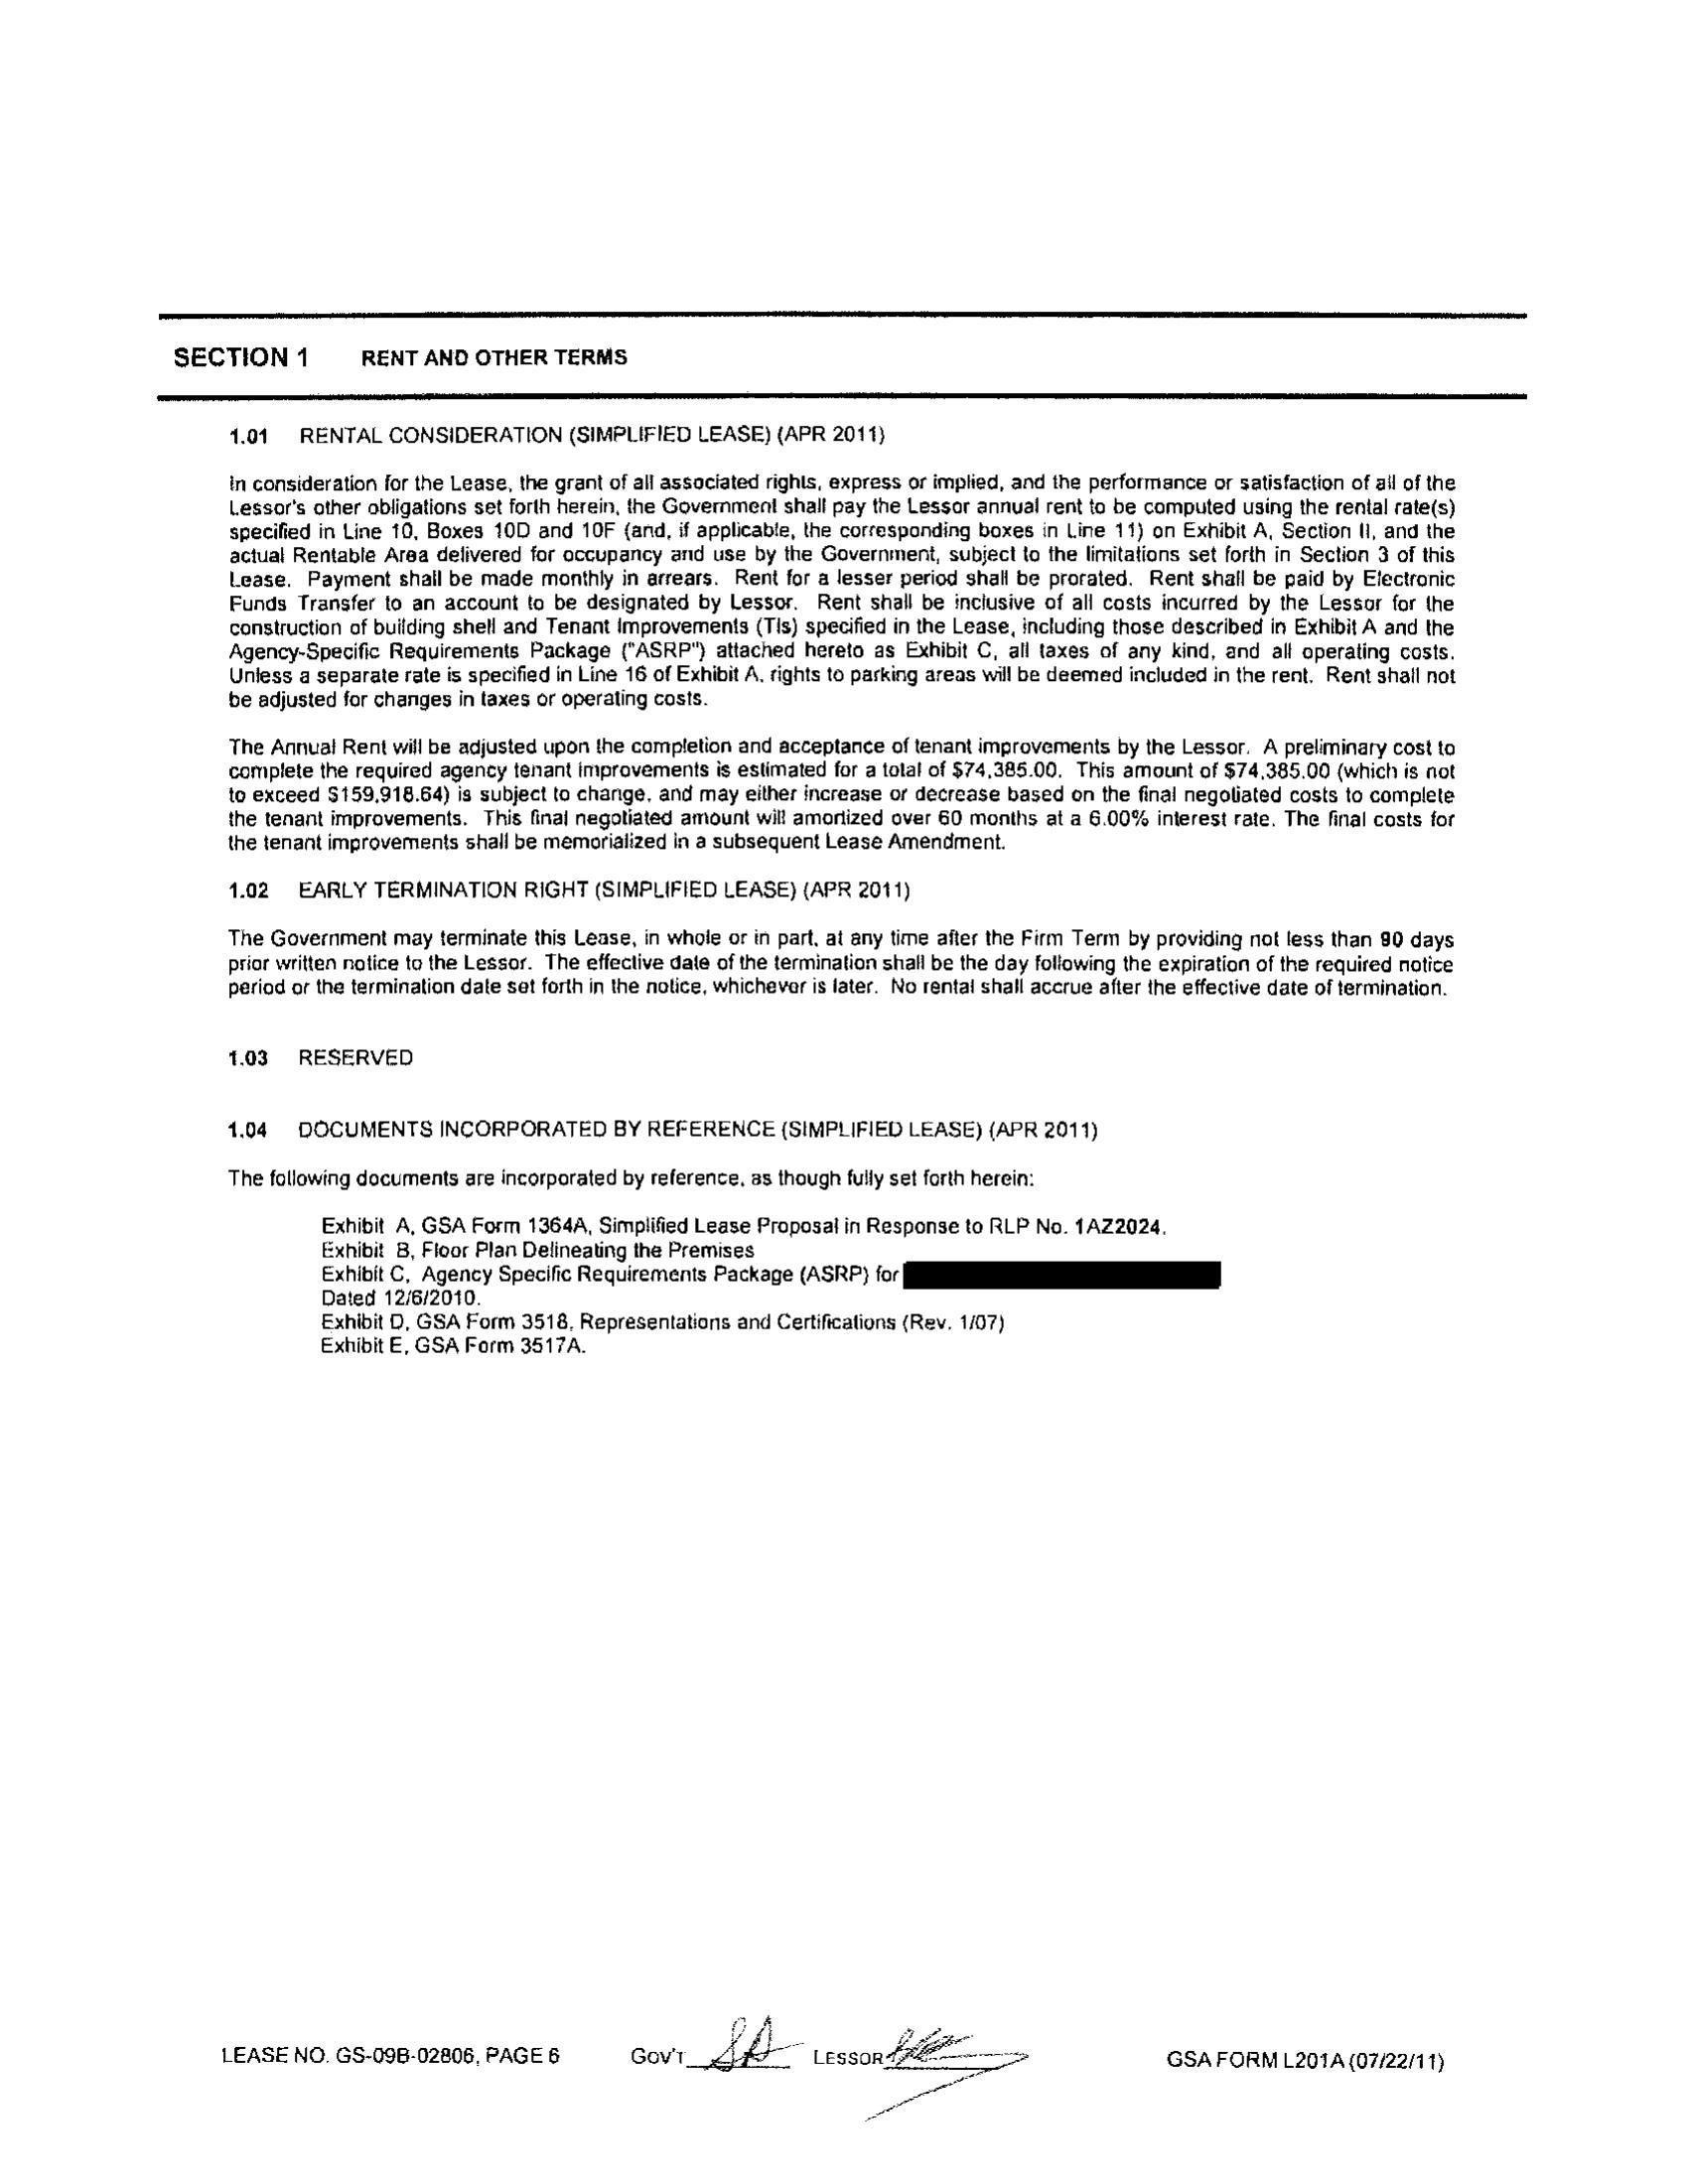 SECTION 1 RENT AND OTHER TERMS
1.01 RENTAL CONSIDERATION (SIMPLIFIED LEASE) (APR 2011)
In consideration for the Lease, the grant of all associated rights, express or implied, and the performance or satisfaction of all of the
Lessor's other obligations set forth herein, the Government shall pay the Lessor annual rent to be computed using the rental rate(s)
specified in Line 10, Boxes 10D and 10F (and, if applicable, the corresponding boxes in Line 11) on Exhibit A, Section II, and the
actual Rentable Area delivered for occupancy and use by the Government, subject to the limitations set forth in Section 3 of this
Lease. Payment shall be made monthly in arrears. Rent for a lesser period shall be prorated. Rent shall be paid by Electronic
Funds Transfer to an account to be designated by Lessor. Rent shall be inclusive of all costs incurred by the Lessor for the
construction of building shell and Tenant Improvements (TIs) specified in the Lease, including those described in Exhibit A and the
Agency-Specific Requirements Package ("ASRP") attached hereto as Exhibit C, all taxes of any kind, and all operating costs.
Unless a separate rate is specified in Line 16 of Exhibit A, rights to parking areas will be deemed included in the rent. Rent shall not
be adjusted for changes in taxes or operating costs.
The Annual Rent will be adjusted upon the completion and acceptance of tenant improvements by the Lessor. A preliminary cost to
complete the required agency tenant improvements is estimated for a total of $74,385.00. This amount of $74,385.00 (which is not
to exceed $159,918.64) is subject to change, and may either increase or decrease based on the final negotiated costs to complete
the tenant improvements. This final negotiated amount will amortized over 60 months at a 6.00% interest rate. The final costs for
the tenant improvements shall be memorialized in a subsequent Lease Amendment.
1.02 EARLY TERMINATION RIGHT (SIMPLIFIED LEASE) (APR 2011)
The Government may terminate this Lease, in whole or in part, at any time after the Firm Term by providing not less than 90 days
prior written notice to the Lessor. The effective date of the termination shall be the day following the expiration of the required notice
period or the termination date set forth in the notice, whichever is later. No rental shall accrue after the effective date of termination.
1.03 RESERVED
1.04 DOCUMENTS INCORPORATED BY REFERENCE (SIMPLIFIED LEASE) (APR 2011)
The following documents are incorporated by reference, as though fully set forth herein:
Exhibit A, GSA Form 1364A, Simplified Lease Proposal in Response to RLP No. 1AZ2024.
Exhibit B, Floor Plan Delineating the Premises
Exhibit C, Agency Specific Requirements Package (ASRP) for
Dated 12/6/2010.
Exhibit D, GSA Form 3518, Representations and Certifications (Rev. 1/07)
Exhibit E, GSA Form 3517A.
LEASE NO. GS-09B-02806, PAGE 6 GOV'T LESSOR GSA FORM L201A (07/22/11)